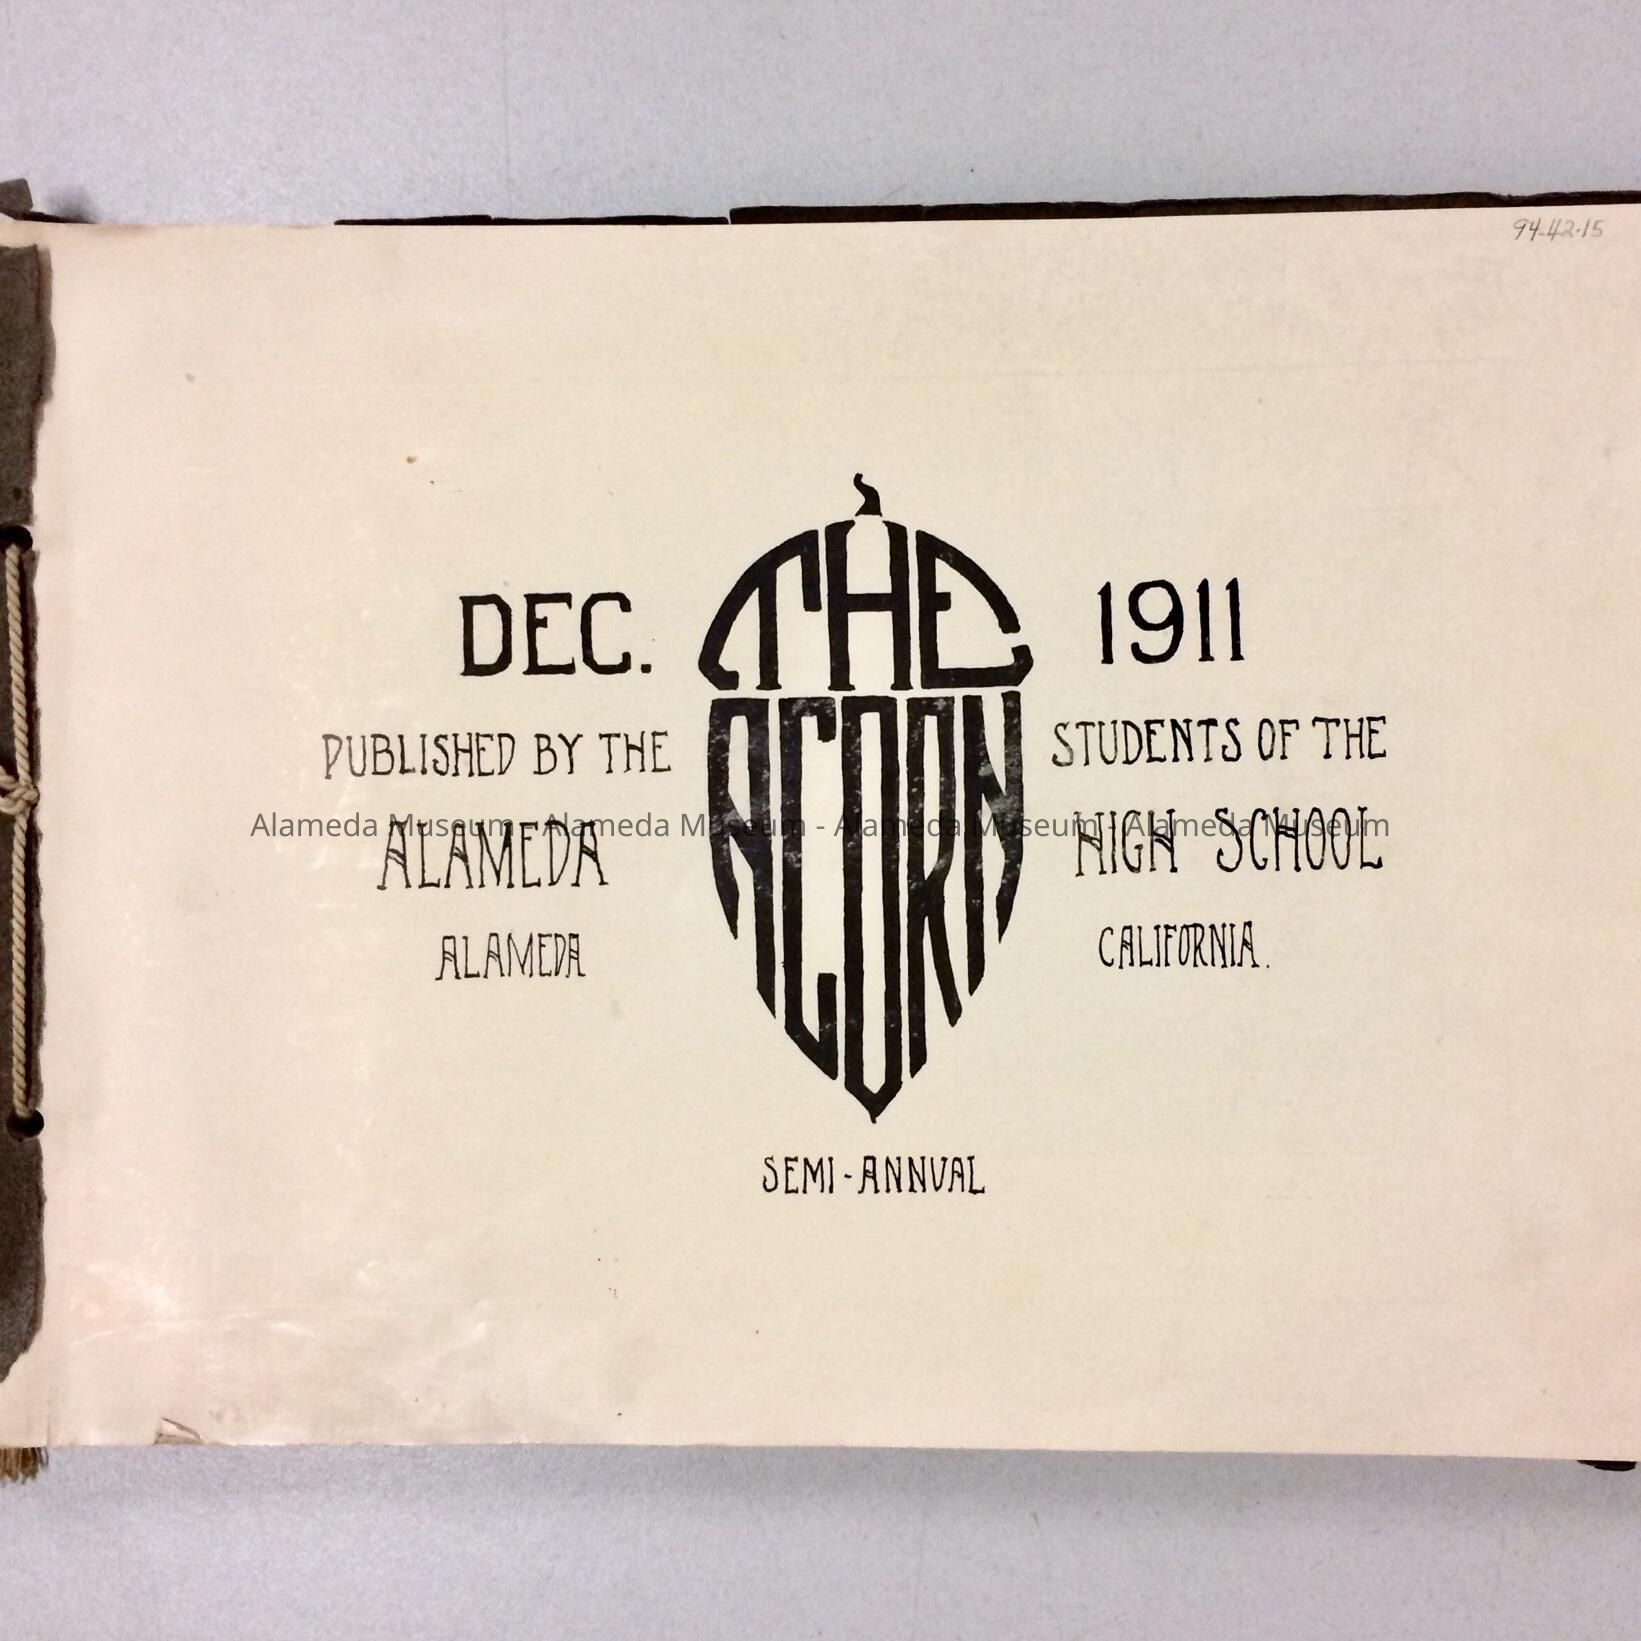 94.42.15
DEC. THE 1911
ACORN
PUBLISHED BY THE STUDENTS OF THE
Alameda Museum - Alameda Museum - Alameda Museum - Alameda Museum
ALAMEDA HIGH SCHOOL
ALAMEDA CALIFORNIA.
SEMI-ANNUAL